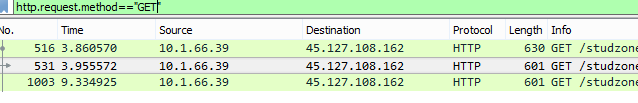 http.request.method=="GET"
No. Time Source Destination Protocol Length Info
516 3.860570 10.1.66.39 45.127.108.162 HTTP 630 GET /studzone
531 3.955572 10.1.66.39 45.127.108.162 HTTP 601 GET /studzone
1003 9.334925 10.1.66.39 45.127.108.162 HTTP 601 GET /studzone